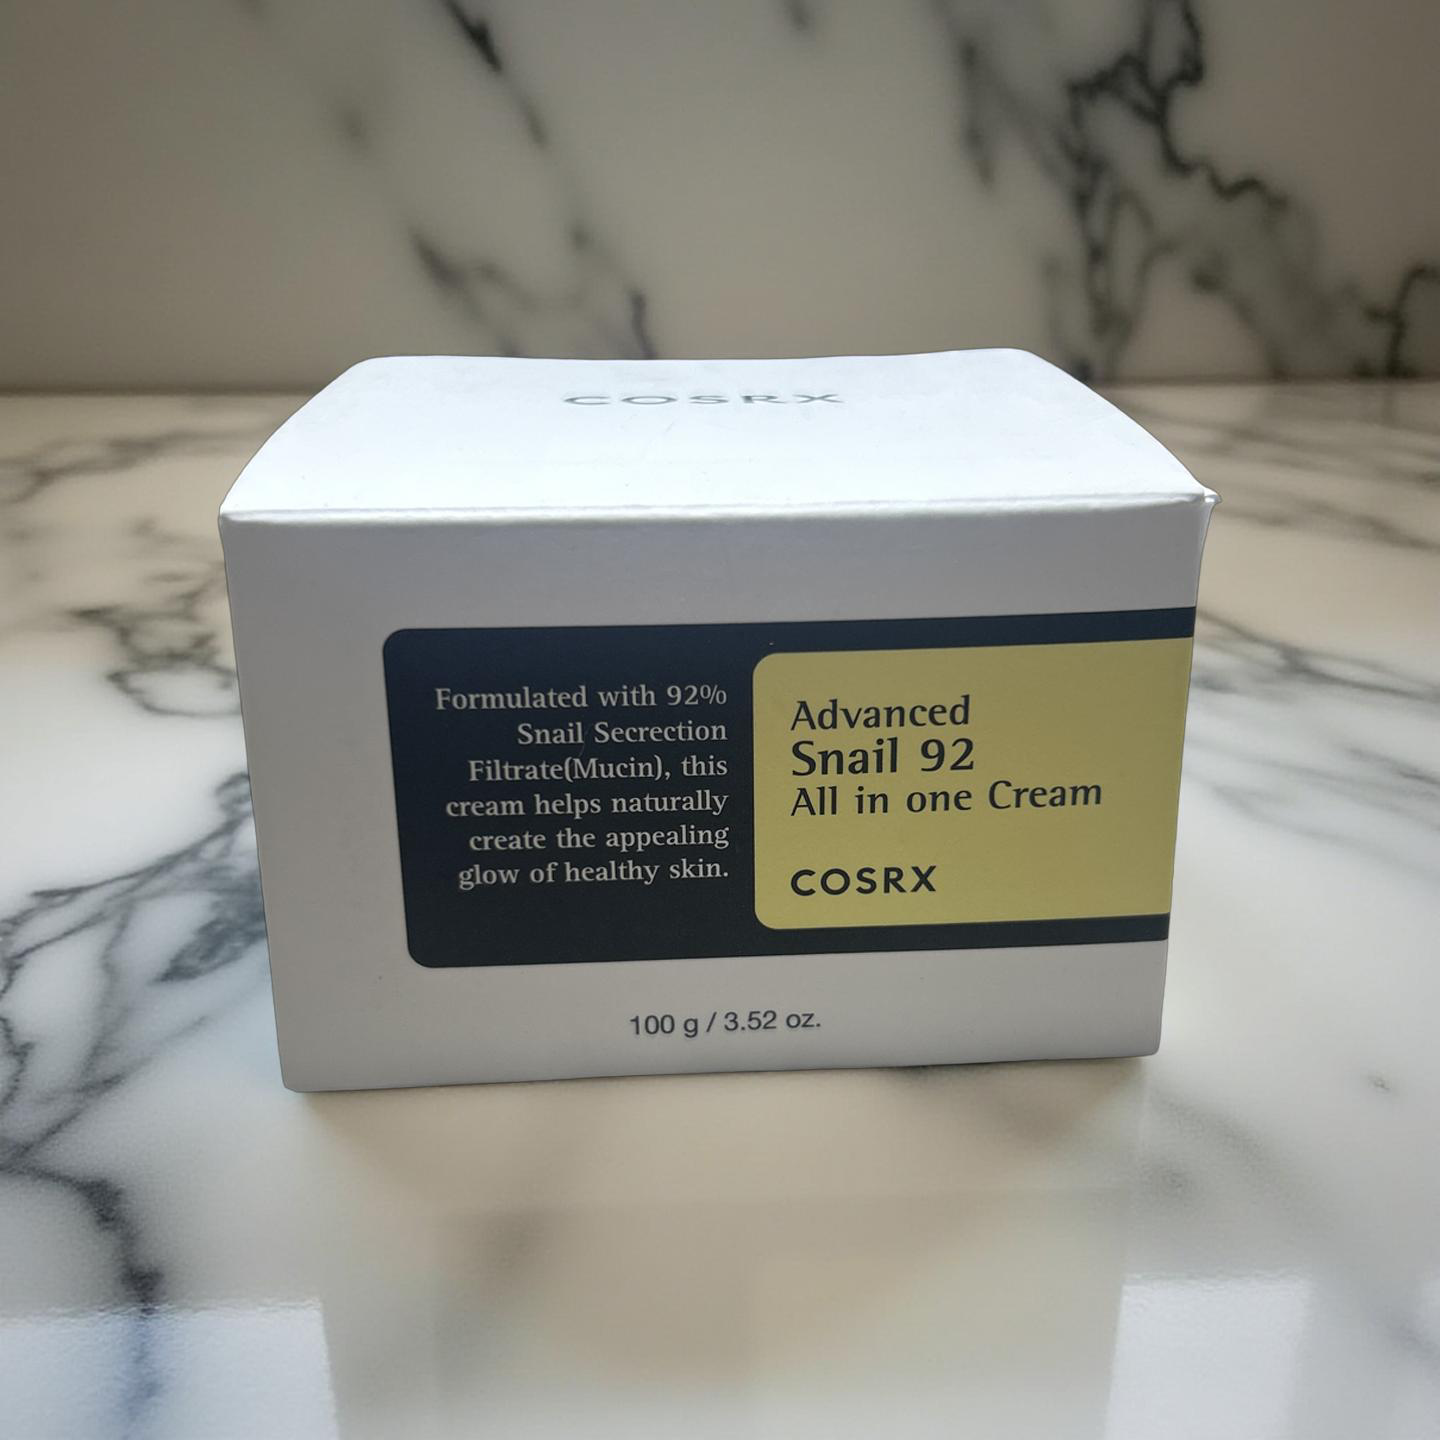 COSRX
Formulated with 92%
Snail Secrection
Filtrate(Mucin), this
cream helps naturally
create the appealing
glow of healthy skin.
Advanced
Snail 92
All in one Cream
COSRX
100 g / 3.52 oz.